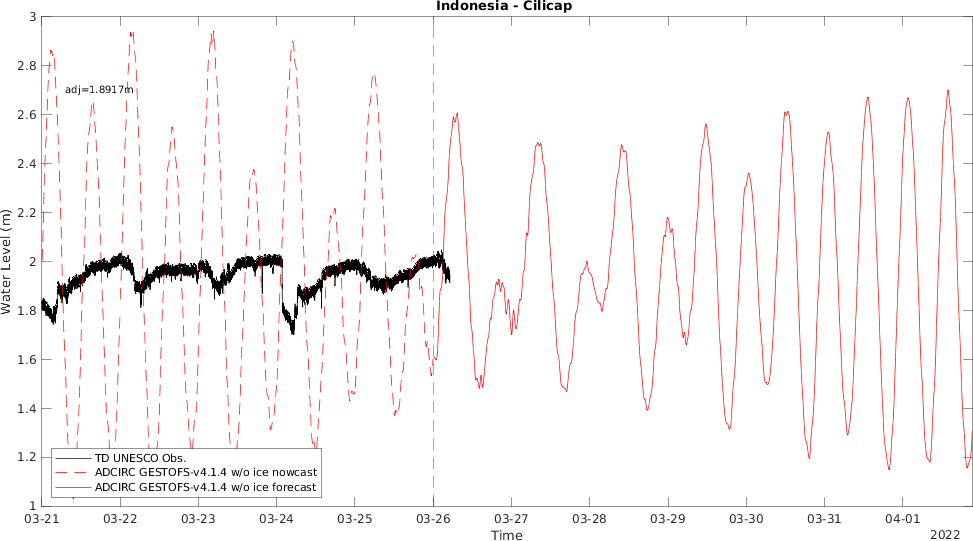 Indonesia - Cilicap
3
2.8
2.6
2.4
2.2
2
1.8
1.6
1.4
1.2
1
Water Level (m)
adj=1.8917m
TD UNESCO Obs.
ADCIRC GESTOFS-v4.1.4 w/o ice nowcast
ADCIRC GESTOFS-v4.1.4 w/o ice forecast
03-21 03-22 03-23 03-24 03-25 03-26 03-27 03-28 03-29 03-30 03-31 04-01
Time
2022